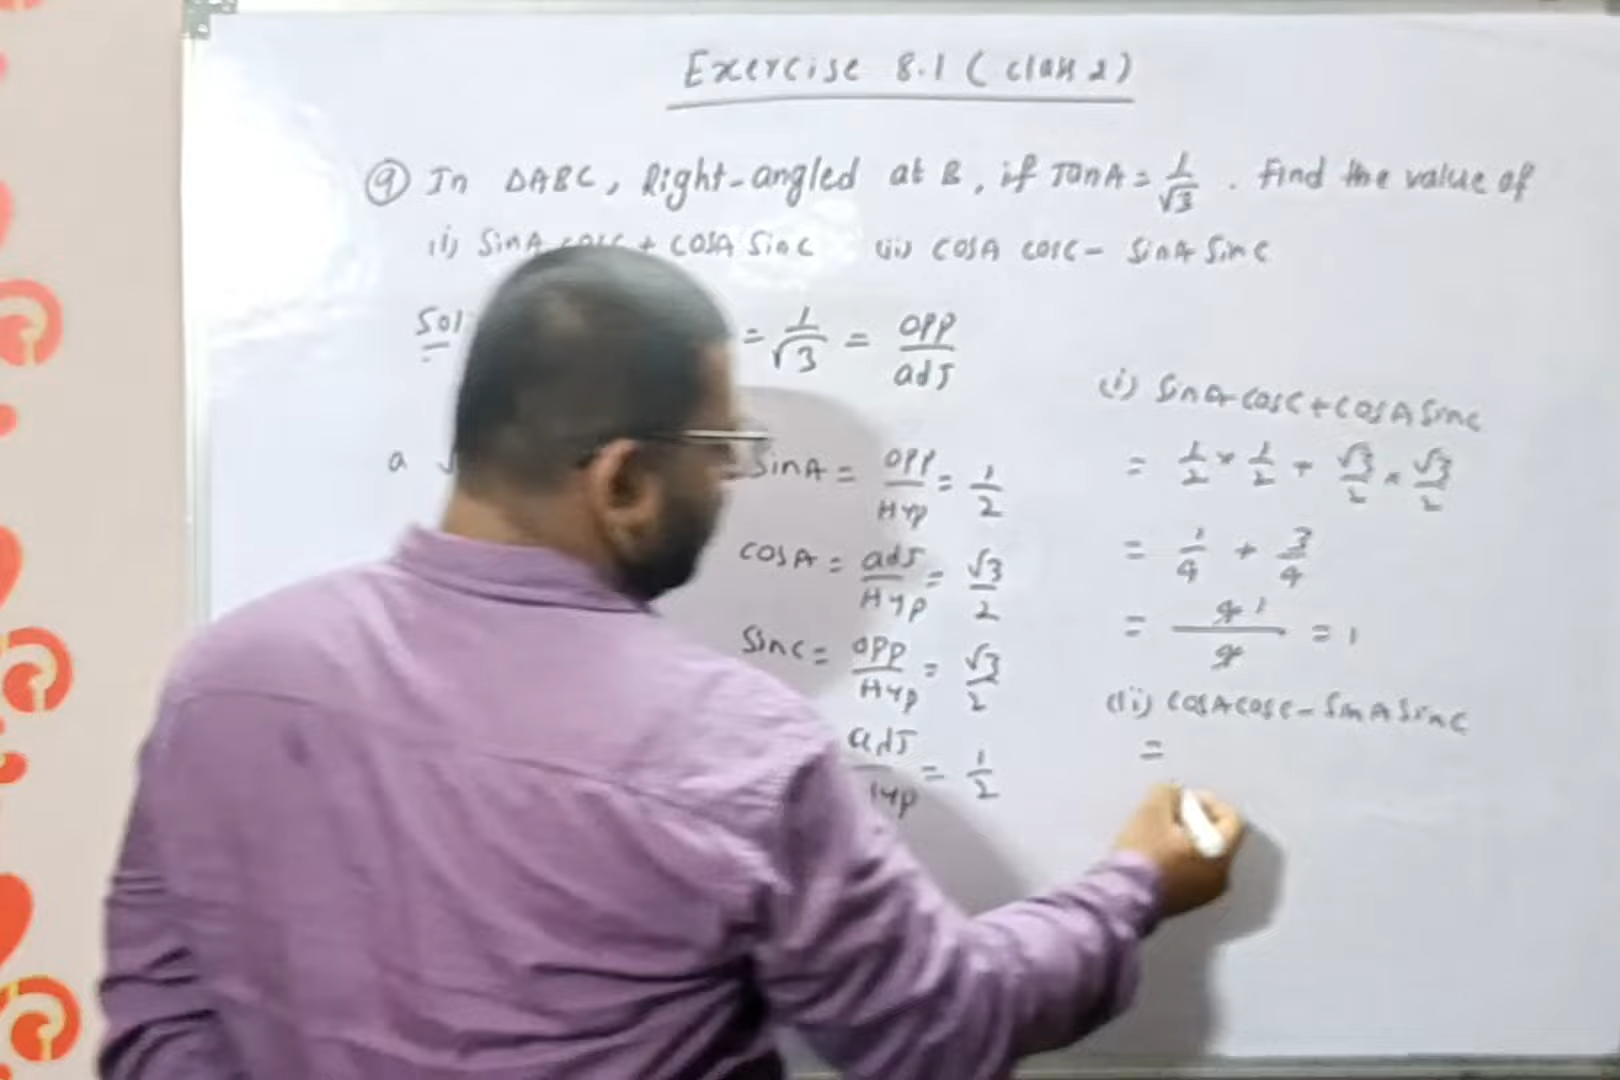 Exercise 8.1 ( class 2 )
9 In ΔABC, Right-angled at B, if TanA = 1/√3 . Find the value of
(i) SinA cosC + COSA SinC (ii) COSA COSC - SinA SinC
Sol
= 1/√3 = OPP/adJ
a
SinA = OPP/HYP = 1/2
COSA = adJ/HYP = √3/2
SinC = OPP/HYP = √3/2
adJ/HYP = 1/2
(i) SinA COSC + COSA SinC
= 1/2 × 1/2 + √3/2 × √3/2
= 1/4 + 3/4
= 4 1/4 = 1
(ii) COSA COSC - SinA SinC
=